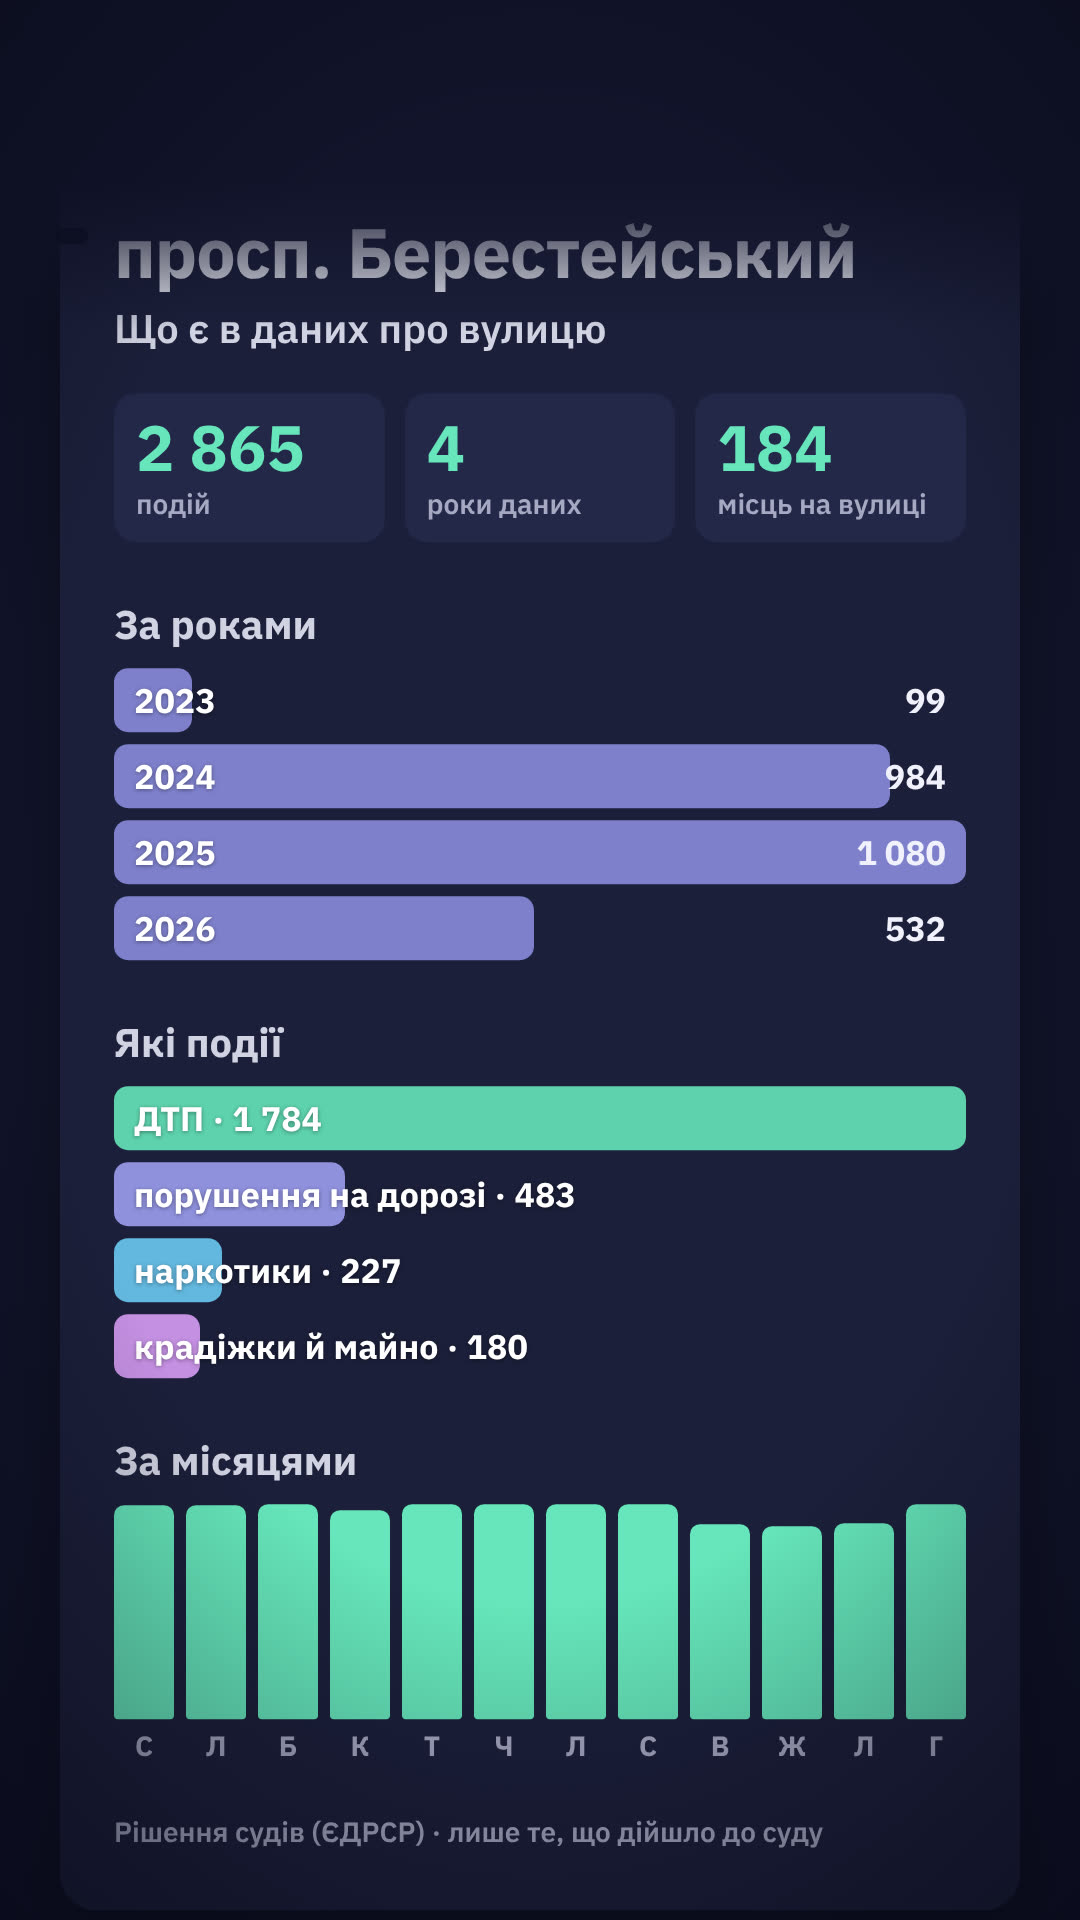 просп. Берестейський
Що є в даних про вулицю
2 865 4 184
подій роки даних місць на вулиці
За роками
2023 99
2024 984
2025 1 080
2026 532
Які події
ДТП · 1 784
порушення на дорозі · 483
наркотики · 227
крадіжки й майно · 180
За місяцями
С Л Б К Т Ч Л С В Ж Л Г
Рішення судів (ЄДРСР) · лише те, що дійшло до суду